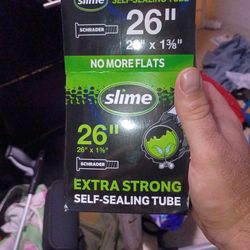 slime
SELF-SEALING TUBE
SCHRADER
26"
26" x 1⅜"
NO MORE FLATS
slime
26"
26" x 1⅜"
SCHRADER
EXTRA STRONG
SELF-SEALING TUBE